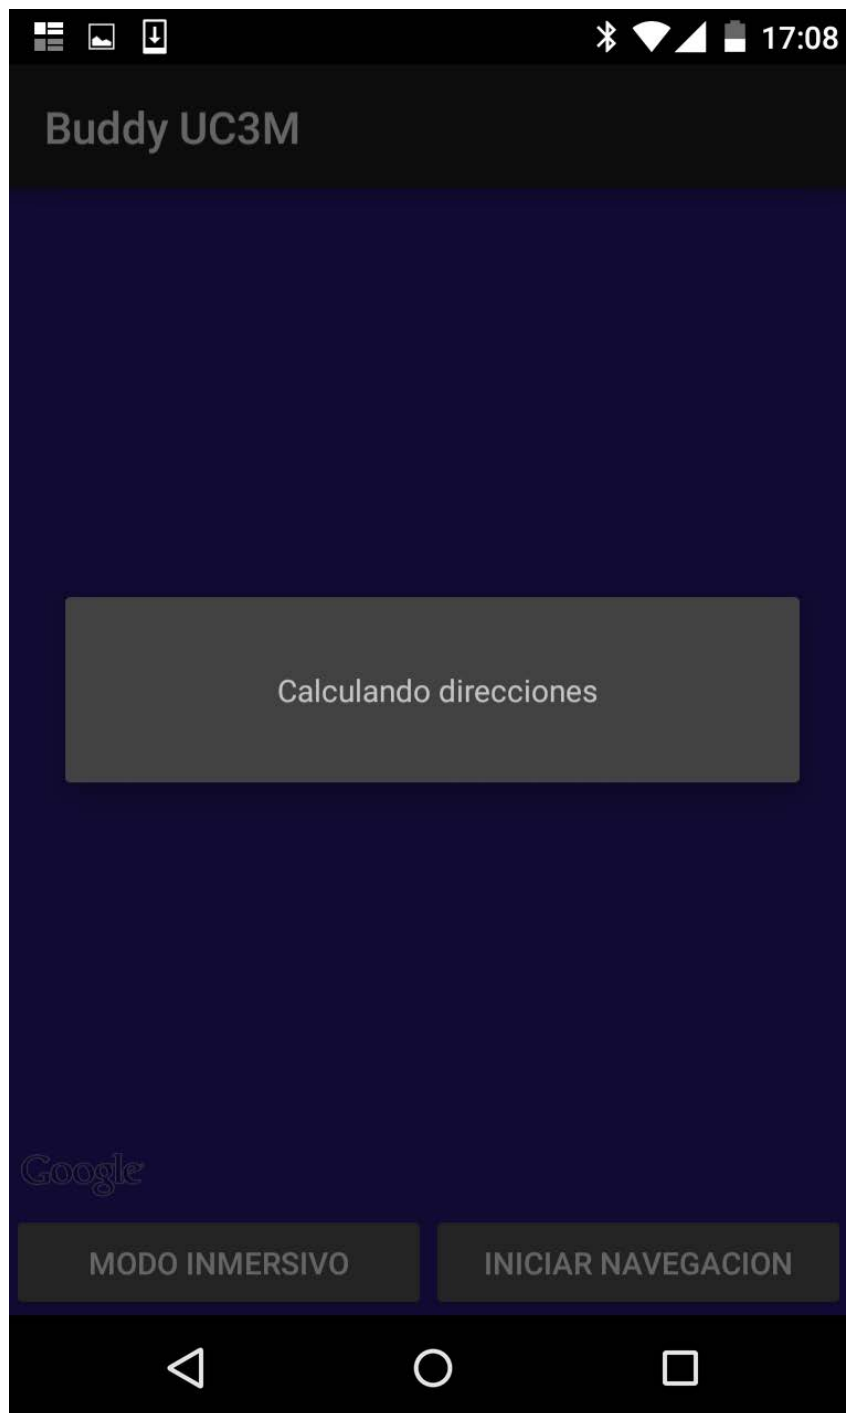 17:08
Buddy UC3M
Calculando direcciones
Google
MODO INMERSIVO
INICIAR NAVEGACION